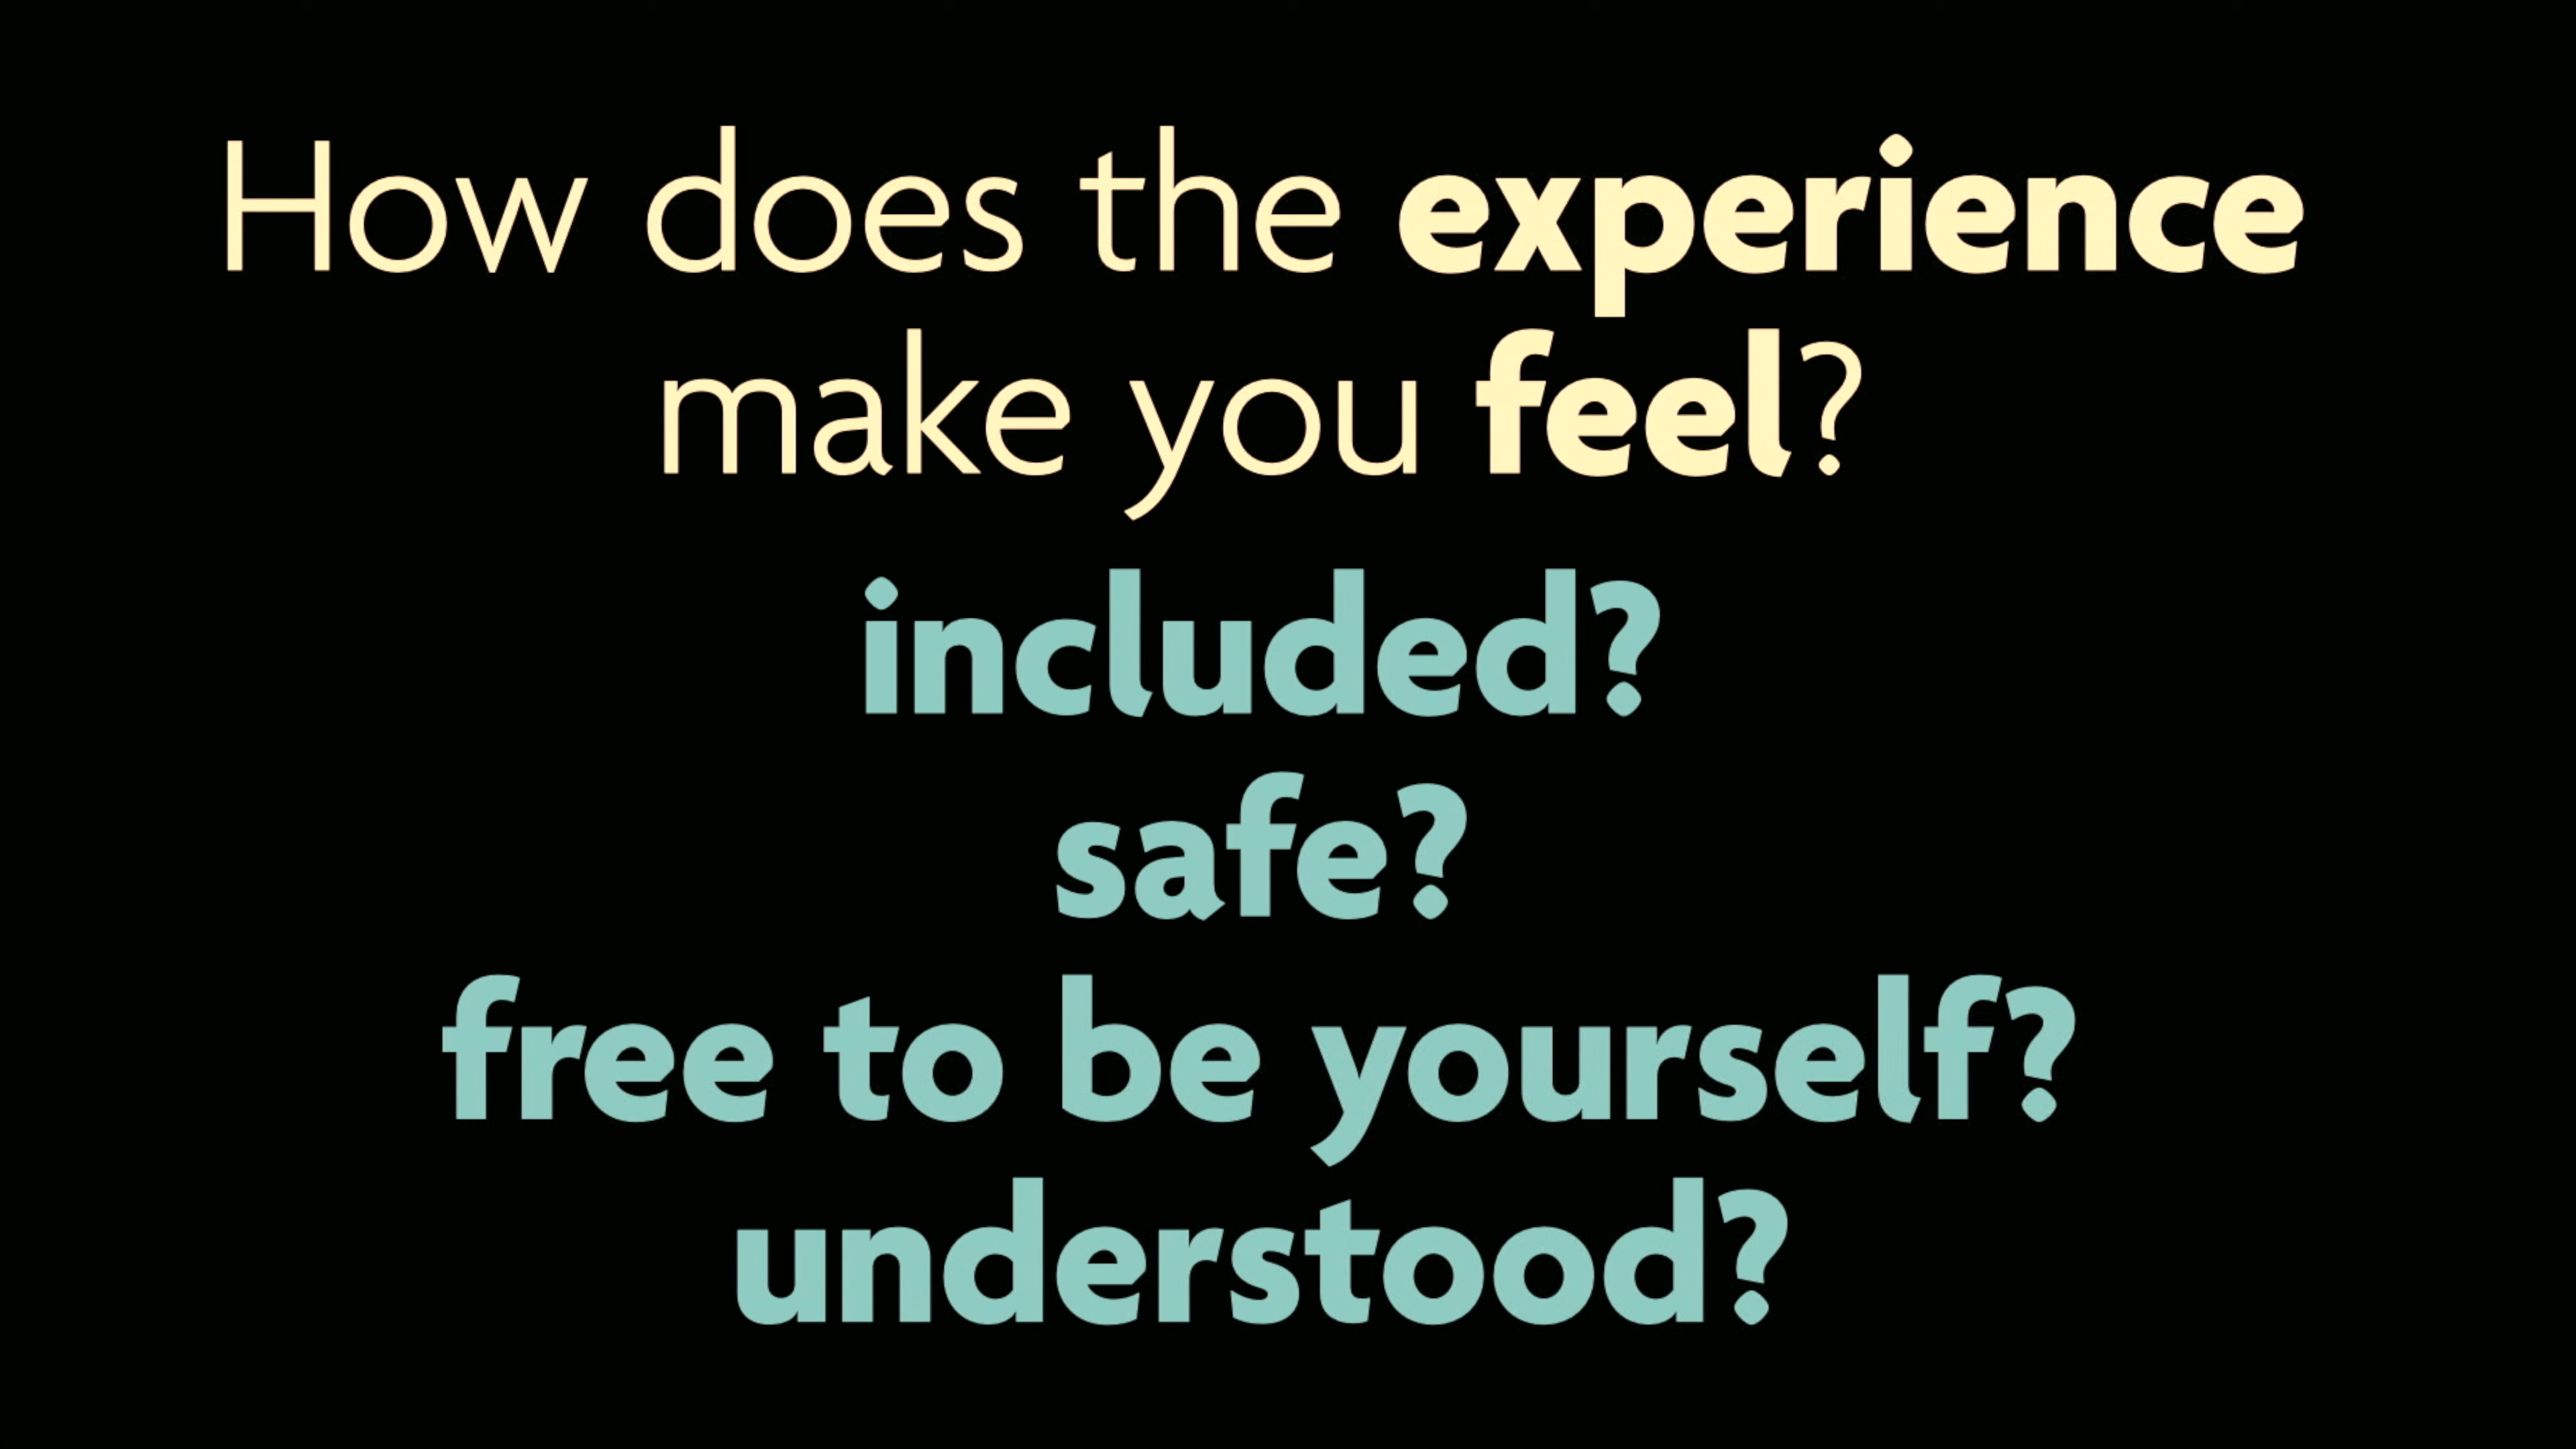 How does the experience
make you feel?
included?
safe?
free to be yourself?
understood?